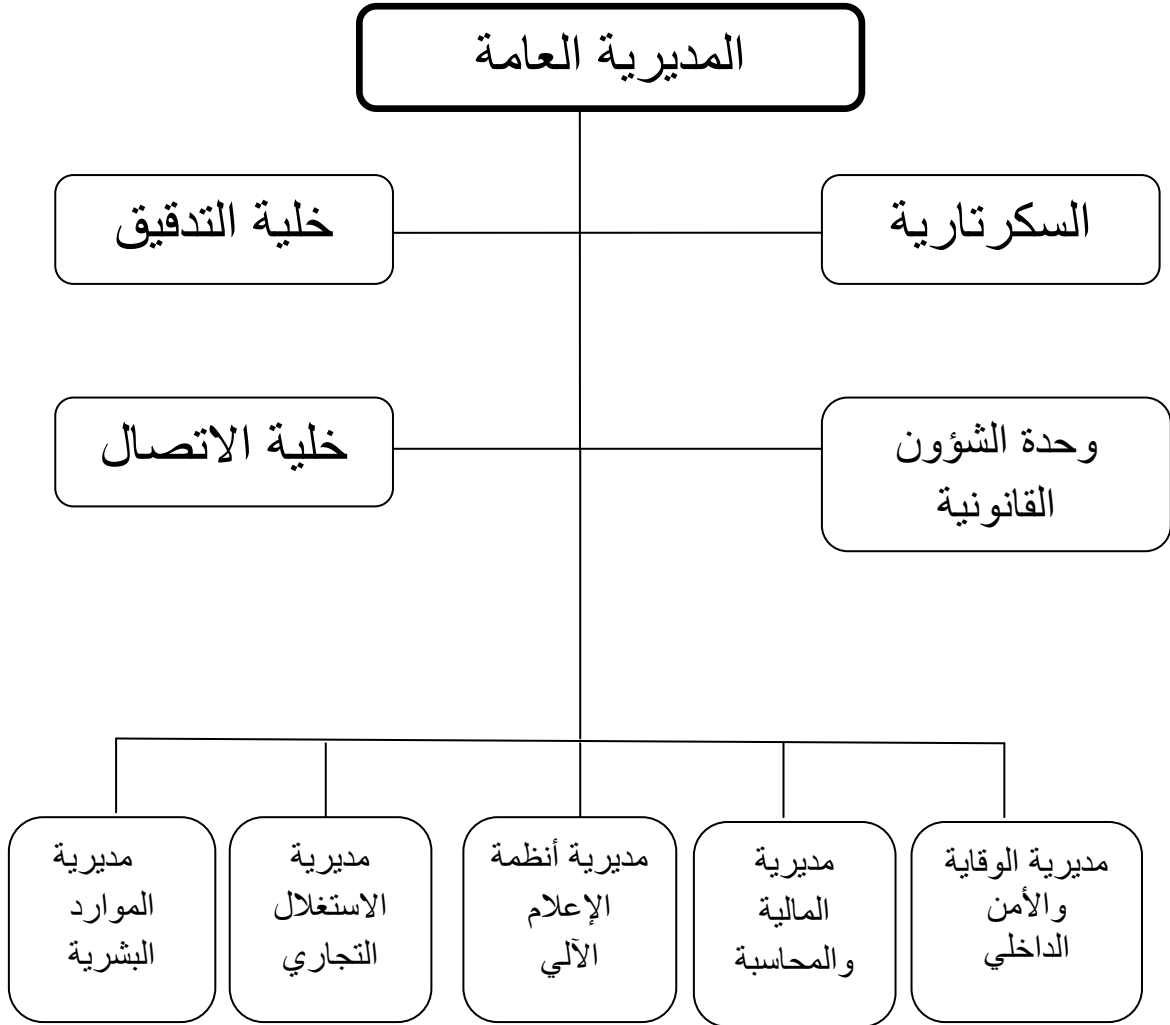 المديرية العامة
السكرتارية
خلية التدقيق
وحدة الشؤون
القانونية
خلية الاتصال
مديرية الوقاية
والأمن
الداخلي
مديرية
المالية
والمحاسبة
مديرية أنظمة
الإعلام
الآلي
مديرية
الاستغلال
التجاري
مديرية
الموارد
البشرية